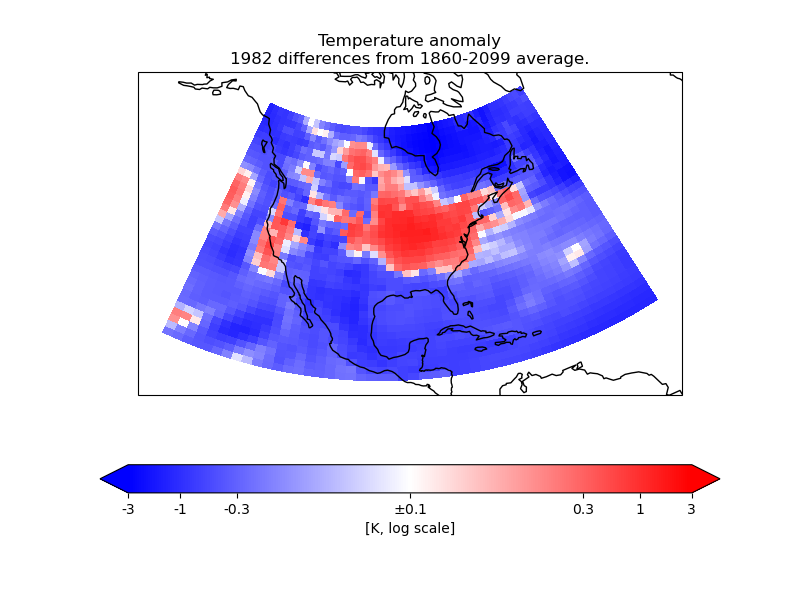 Temperature anomaly
1982 differences from 1860-2099 average.
-3 -1 -0.3 ±0.1 0.3 1 3
[K, log scale]